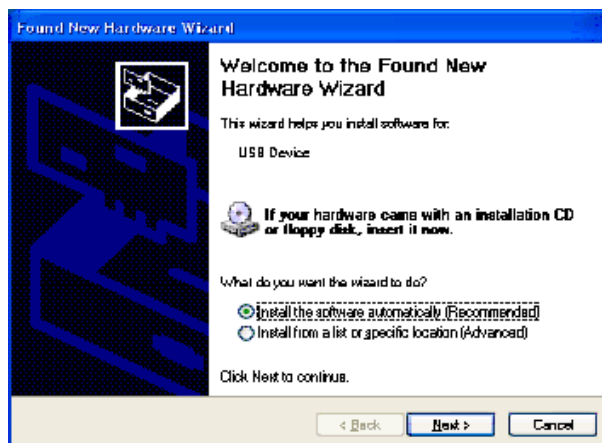 Found New Hardware Wizard
Welcome to the Found New
Hardware Wizard
This wizard helps you install software for:
USB Device
If your hardware came with an installation CD
or floppy disk, insert it now.
What do you want the wizard to do?
Install the software automatically (Recommended)
Install from a list or specific location (Advanced)
Click Next to continue.
< Back Next > Cancel